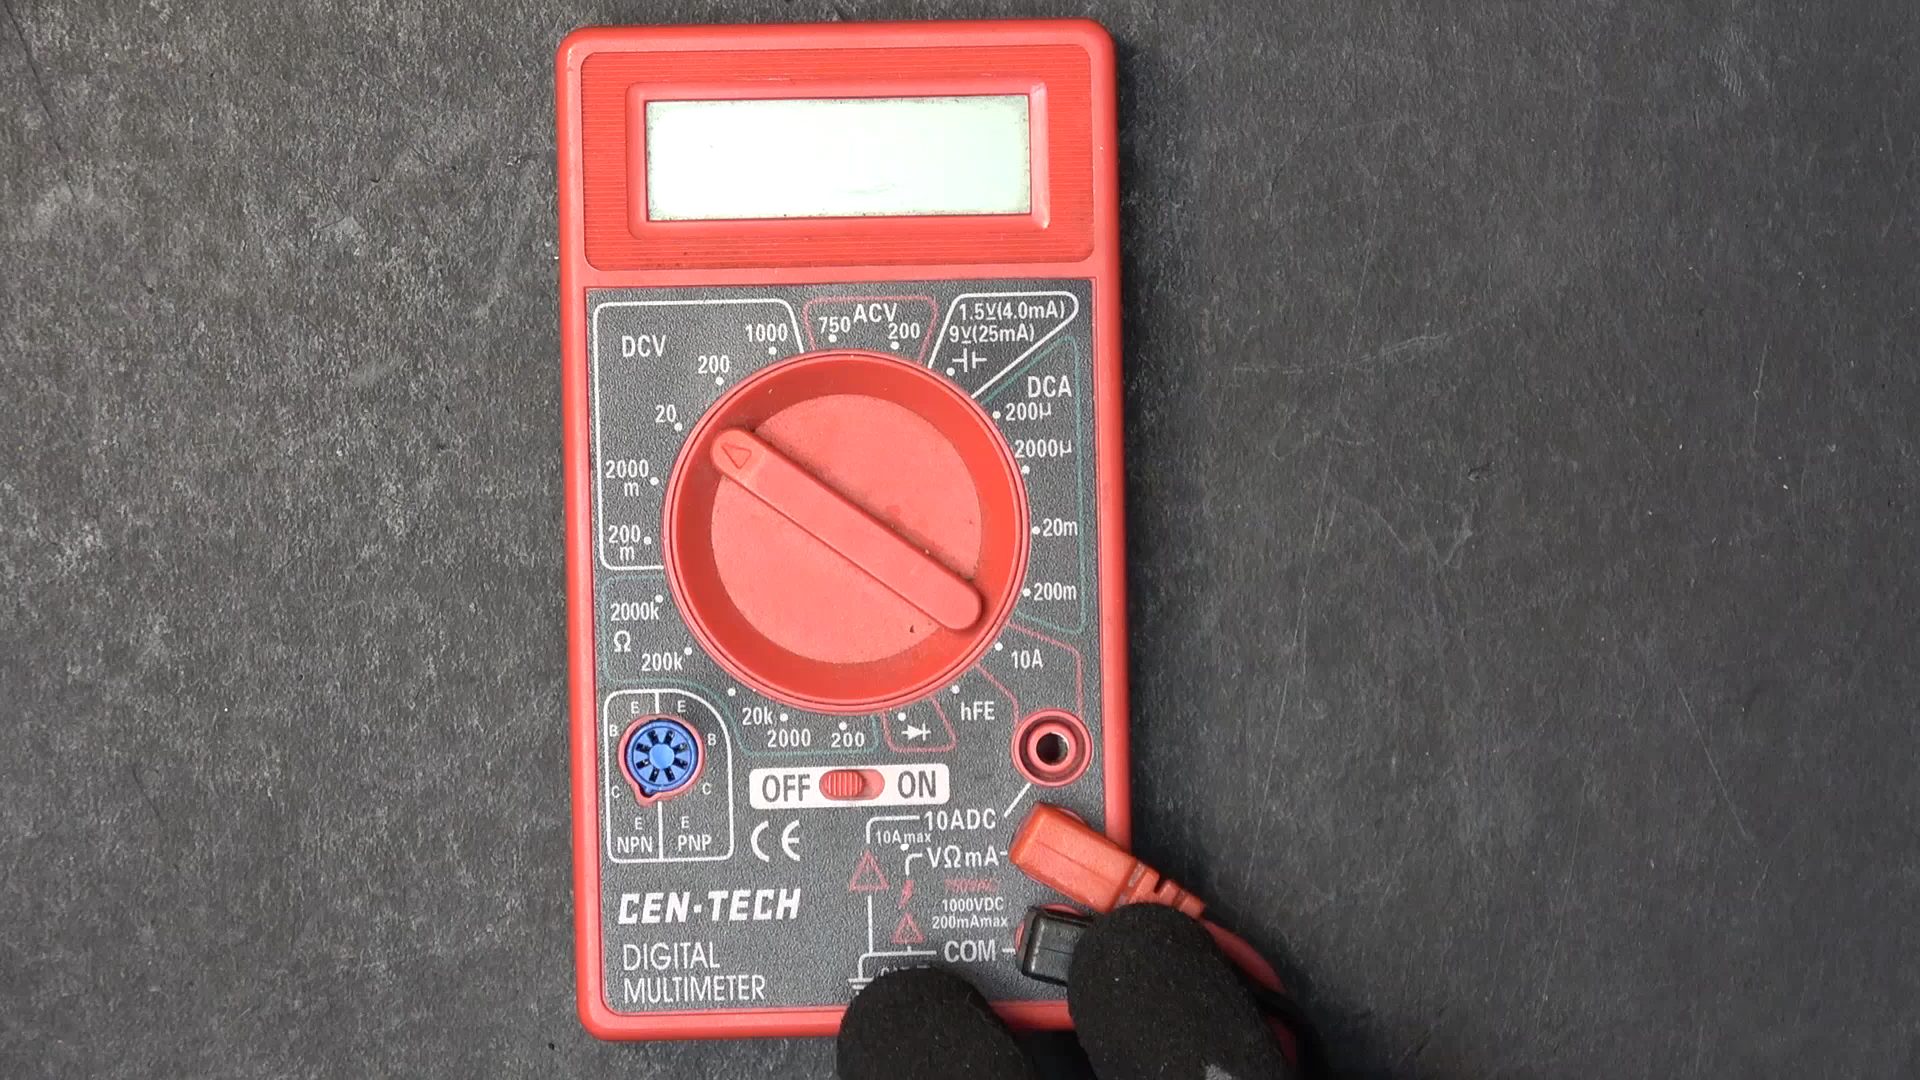 DCV
1000
750
ACV
200
1.5V(4.0mA)
9V(25mA)
200
DCA
20
200µ
2000µ
2000
m
200
m
20m
200m
2000k
Ω
200k
10A
20k
2000
200
hFE
E E
B B
C C
E E
NPN PNP
OFF ON
CE
10ADC
10Amax
VΩmA
750VAC
1000VDC
200mAmax
COM
CEN-TECH
DIGITAL
MULTIMETER